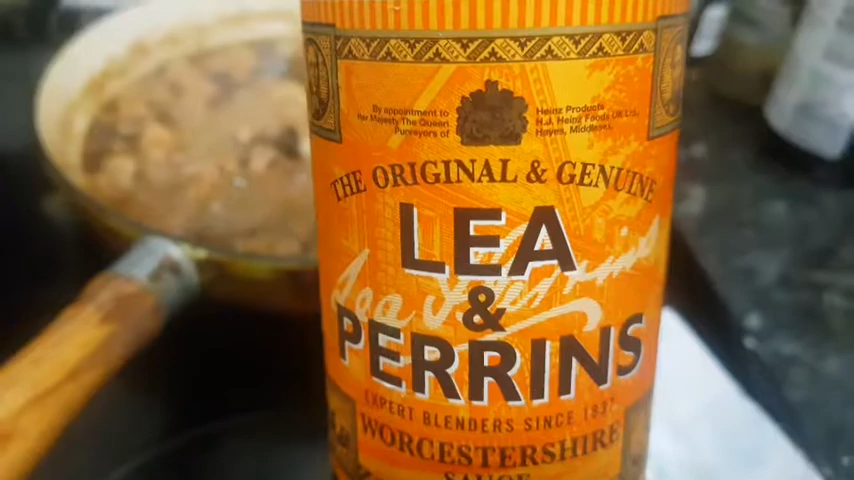 By appointment to
Her Majesty The Queen
Purveyors of
Heinz Products
H.J. Heinz Foods UK Ltd.,
Hayes, Middlesex.
THE ORIGINAL & GENUINE
LEA
&
PERRINS
EXPERT BLENDERS SINCE 1837
WORCESTERSHIRE
SAUCE